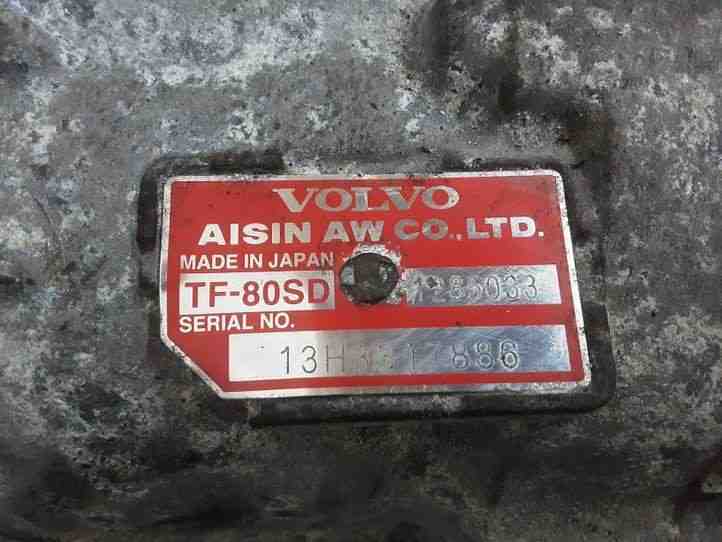 VOLVO
AISIN AW CO.,LTD.
MADE IN JAPAN
TF-80SD
SERIAL NO.